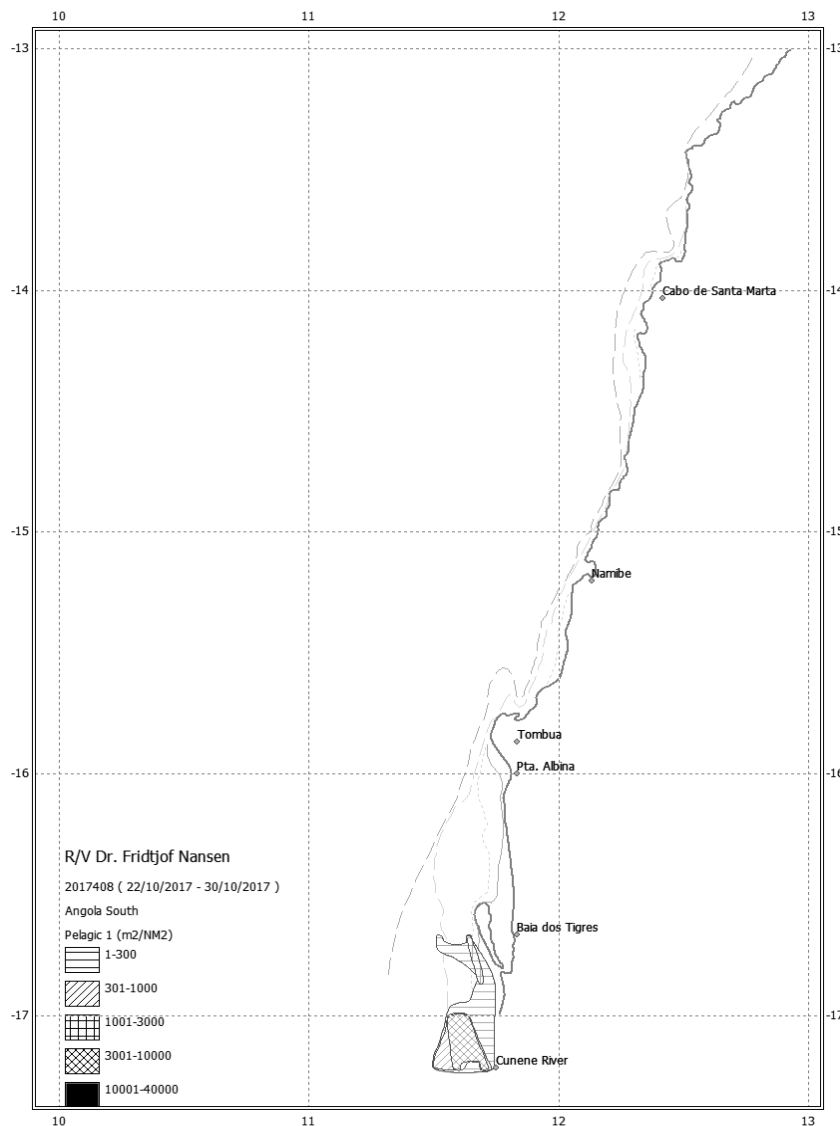 10 11 12 13
-13 -13
Cabo de Santa Marta
-14 -14
-15 -15
Namibe
Tombua
Pta. Albina
-16 -16
R/V Dr. Fridtjof Nansen
2017408 ( 22/10/2017 - 30/10/2017 )
Angola South
Baia dos Tigres
Pelagic 1 (m2/NM2)
1-300
301-1000
-17 -17
1001-3000
3001-10000
Cunene River
10001-40000
10 11 12 13